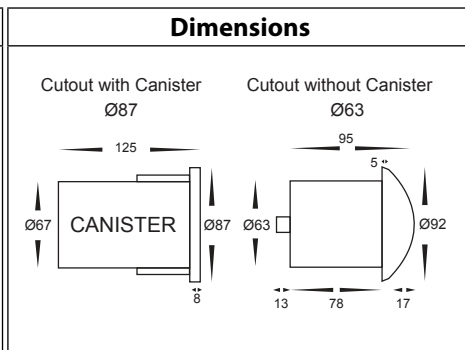 Dimensions
Cutout with Canister
Ø87
125
Ø67
CANISTER
Ø87
8
Cutout without Canister
Ø63
95
5
Ø63
Ø92
13
78
17